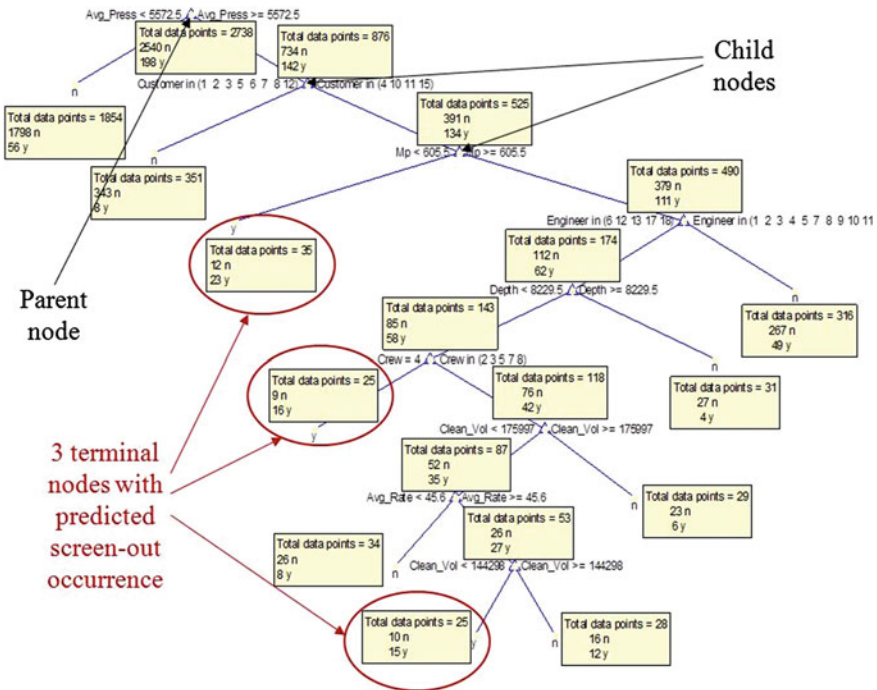 Avg_Press < 5572.5 Avg_Press >= 5572.5
Total data points = 2738
2540 n
198 y
Total data points = 876
734 n
142 y
Child
nodes
n
Customer in (1 2 3 5 6 7 8 12) Customer in (4 10 11 15)
Total data points = 1854
1798 n
56 y
Total data points = 525
391 n
134 y
n
Mp < 605.5 Mp >= 605.5
Total data points = 351
343 n
8 y
Total data points = 490
379 n
111 y
y
Engineer in (6 12 13 17 18) Engineer in (1 2 3 4 5 7 8 9 10 11
Total data points = 35
12 n
23 y
Total data points = 174
112 n
62 y
Parent
node
Depth < 8229.5 Depth >= 8229.5
n
Total data points = 316
267 n
49 y
Total data points = 143
85 n
58 y
Crew = 4 Crew in (2 3 5 7 8)
n
Total data points = 25
9 n
16 y
Total data points = 118
76 n
42 y
Total data points = 31
27 n
4 y
y
Clean_Vol < 175997 Clean_Vol >= 175997
3 terminal
nodes with
predicted
screen-out
occurrence
Total data points = 87
52 n
35 y
Avg_Rate < 45.6 Avg_Rate >= 45.6
n
Total data points = 29
23 n
6 y
Total data points = 34
26 n
8 y
Total data points = 53
26 n
27 y
n
Clean_Vol < 144298 Clean_Vol >= 144298
Total data points = 25
10 n
15 y
y
n
Total data points = 28
16 n
12 y